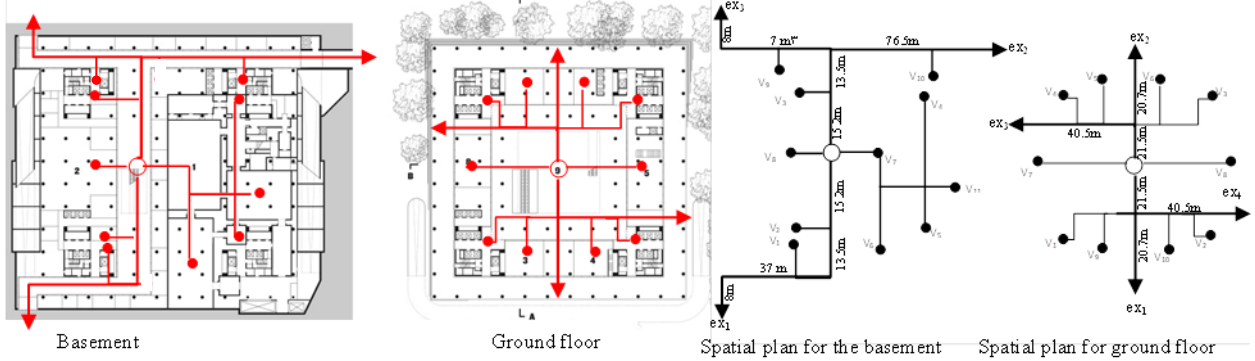 Basement
2
1
Ground floor
9
5
3
4
A
Spatial plan for the basement
ex₃
8m
76.5m
ex₂
V₉
V₃
V₁₀
13.5m
15.2m
V₈
V₇
V₁₁
15.2m
13.5m
V₂
V₁
V₆
V₅
37 m
8m
ex₁
Spatial plan for ground floor
ex₂
V₅
V₆
V₃
20.7m
ex₃
40.5m
21.5m
V₇
V₈
21.5m
ex₄
40.5m
V₁
V₉
V₁₀
V₂
20.7m
ex₁